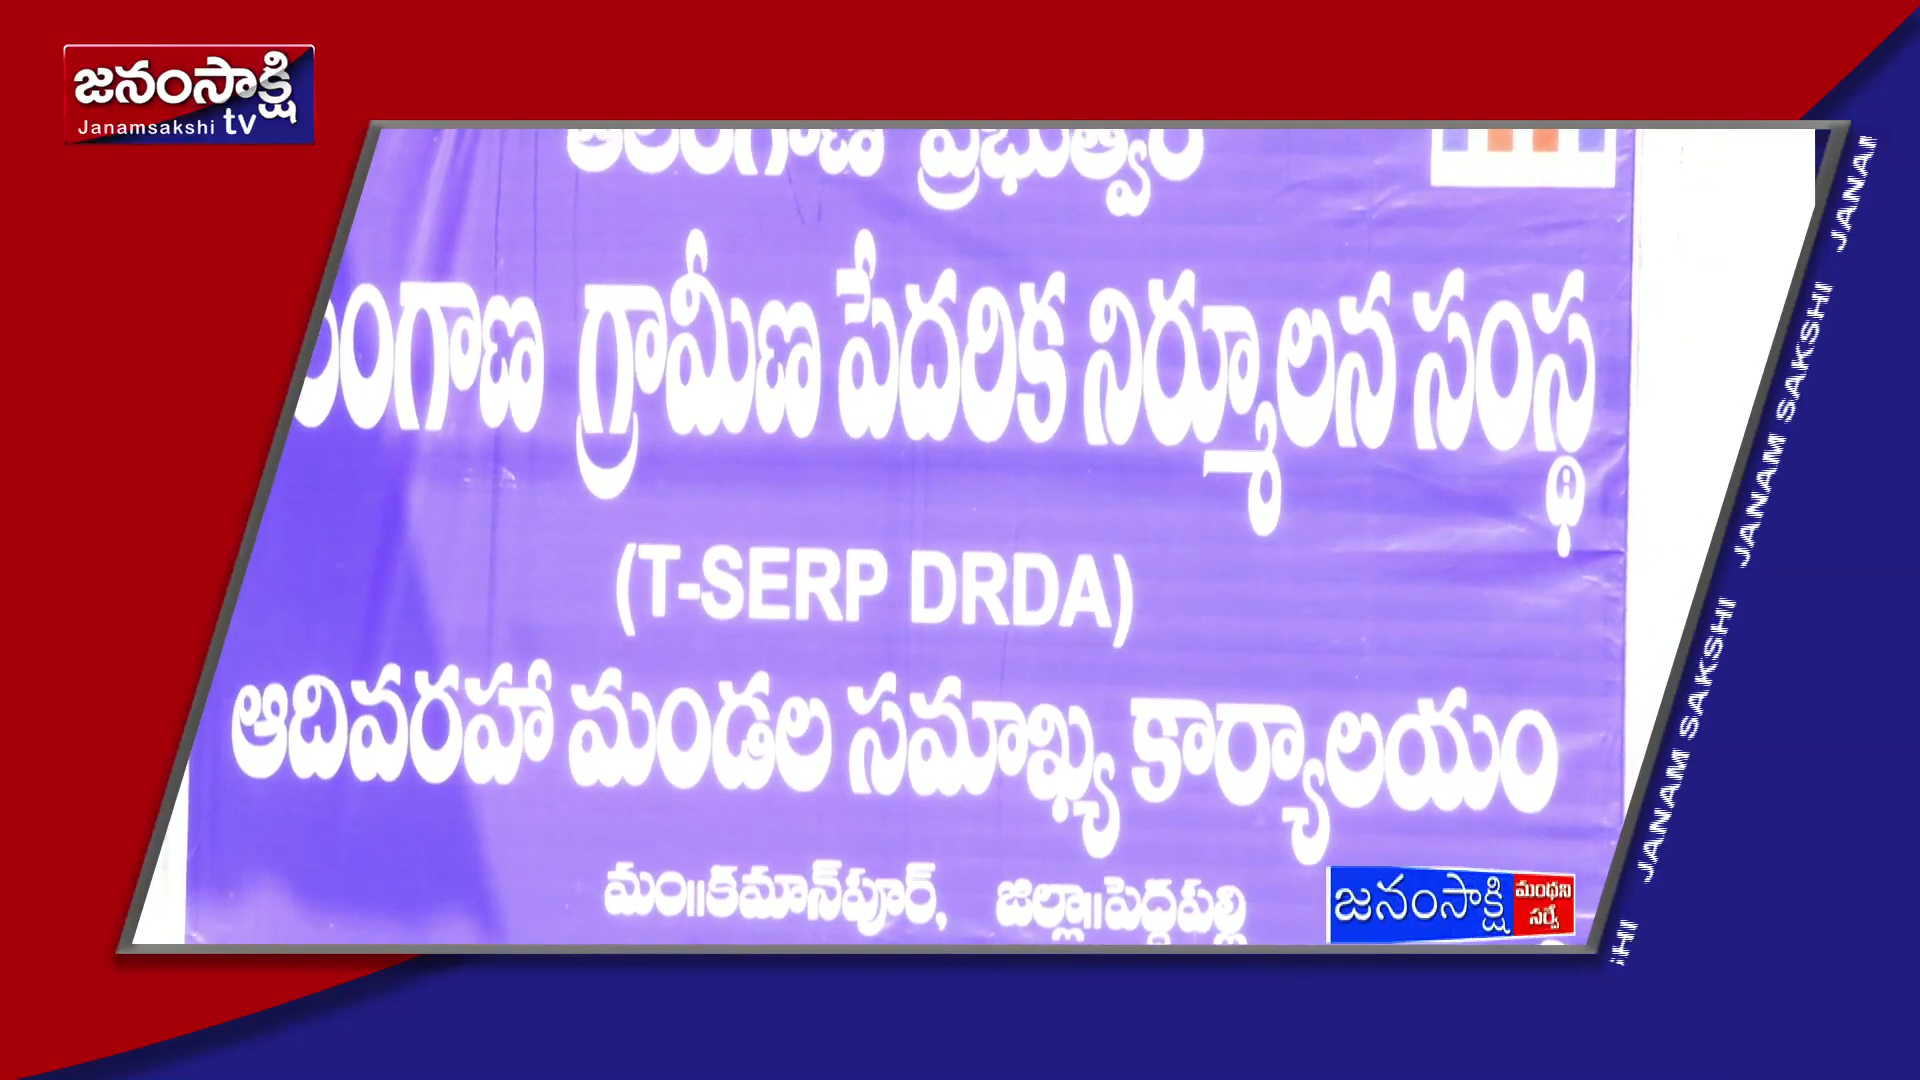 జనంసాక్షి
Janamsakshi tv
తెలంగాణ ప్రభుత్వం
లంగాణ గ్రామీణ పేదరిక నిర్మూలన సంస్థ
(T-SERP DRDA)
ఆదివరహా మండల సమాఖ్య కార్యాలయం
మం॥కమాన్‌పూర్, జిల్లా॥పెద్దపల్లి
జనంసాక్షి మంథని సర్వే
JANAM SAKSHI JANAM SAKSHI JANAM SAKSHI JANAM